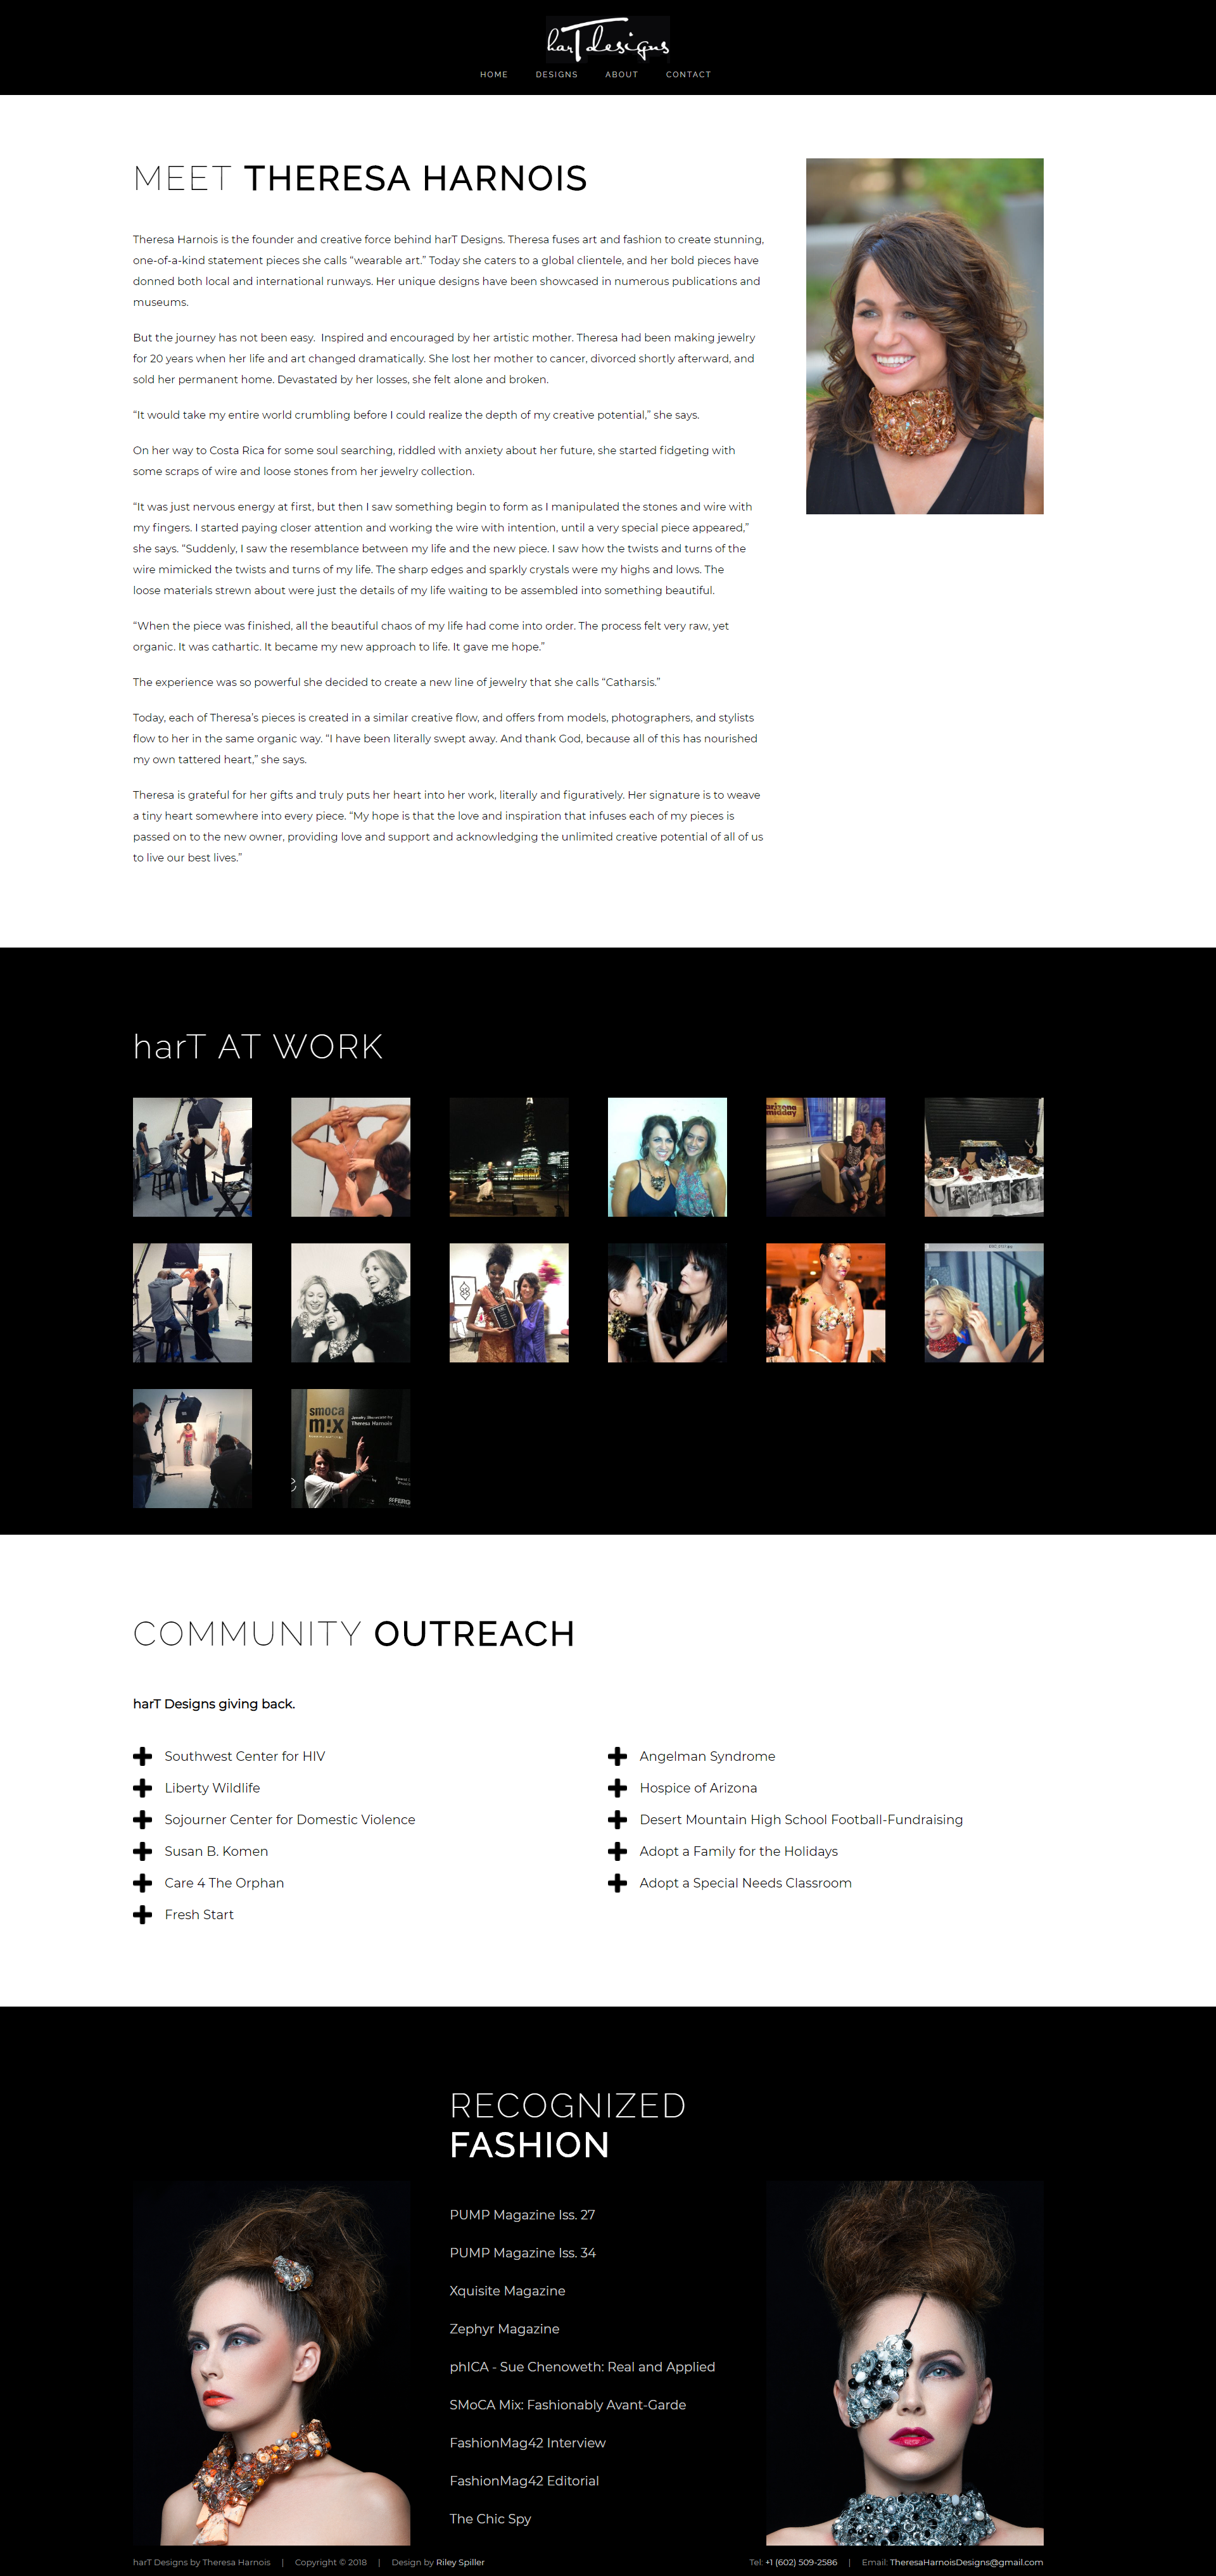 harT designs
HOME DESIGNS ABOUT CONTACT
MEET THERESA HARNOIS
Theresa Harnois is the founder and creative force behind harT Designs. Theresa fuses art and fashion to create stunning,
one-of-a-kind statement pieces she calls “wearable art.” Today she caters to a global clientele, and her bold pieces have
donned both local and international runways. Her unique designs have been showcased in numerous publications and
museums.
But the journey has not been easy.  Inspired and encouraged by her artistic mother. Theresa had been making jewelry
for 20 years when her life and art changed dramatically. She lost her mother to cancer, divorced shortly afterward, and
sold her permanent home. Devastated by her losses, she felt alone and broken.
“It would take my entire world crumbling before I could realize the depth of my creative potential,” she says.
On her way to Costa Rica for some soul searching, riddled with anxiety about her future, she started fidgeting with
some scraps of wire and loose stones from her jewelry collection.
“It was just nervous energy at first, but then I saw something begin to form as I manipulated the stones and wire with
my fingers. I started paying closer attention and working the wire with intention, until a very special piece appeared,”
she says. “Suddenly, I saw the resemblance between my life and the new piece. I saw how the twists and turns of the
wire mimicked the twists and turns of my life. The sharp edges and sparkly crystals were my highs and lows. The
loose materials strewn about were just the details of my life waiting to be assembled into something beautiful.
“When the piece was finished, all the beautiful chaos of my life had come into order. The process felt very raw, yet
organic. It was cathartic. It became my new approach to life. It gave me hope.”
The experience was so powerful she decided to create a new line of jewelry that she calls “Catharsis.”
Today, each of Theresa’s pieces is created in a similar creative flow, and offers from models, photographers, and stylists
flow to her in the same organic way. “I have been literally swept away. And thank God, because all of this has nourished
my own tattered heart,” she says.
Theresa is grateful for her gifts and truly puts her heart into her work, literally and figuratively. Her signature is to weave
a tiny heart somewhere into every piece. “My hope is that the love and inspiration that infuses each of my pieces is
passed on to the new owner, providing love and support and acknowledging the unlimited creative potential of all of us
to live our best lives.”
harT AT WORK
arizona
midday
smoca
m!x
Jewelry Showcased by
Theresa Harnois
COMMUNITY OUTREACH
harT Designs giving back.
Southwest Center for HIV
Liberty Wildlife
Sojourner Center for Domestic Violence
Susan B. Komen
Care 4 The Orphan
Fresh Start
Angelman Syndrome
Hospice of Arizona
Desert Mountain High School Football-Fundraising
Adopt a Family for the Holidays
Adopt a Special Needs Classroom
RECOGNIZED
FASHION
PUMP Magazine Iss. 27
PUMP Magazine Iss. 34
Xquisite Magazine
Zephyr Magazine
phICA - Sue Chenoweth: Real and Applied
SMoCA Mix: Fashionably Avant-Garde
FashionMag42 Interview
FashionMag42 Editorial
The Chic Spy
harT Designs by Theresa Harnois | Copyright © 2018 | Design by Riley Spiller
Tel: +1 (602) 509-2586 | Email: TheresaHarnoisDesigns@gmail.com